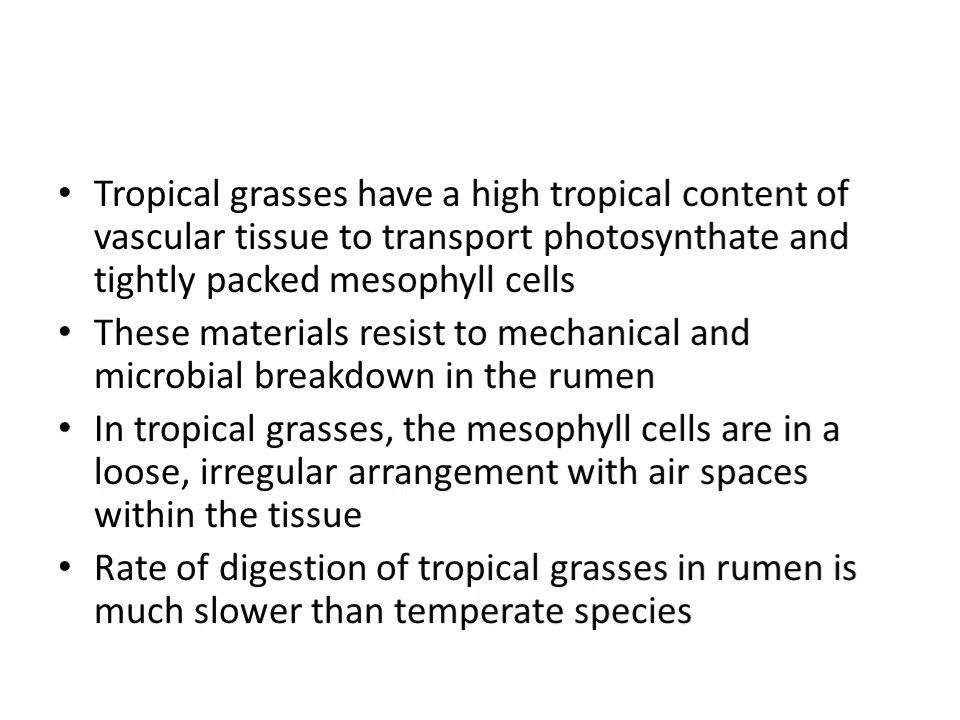 • Tropical grasses have a high tropical content of
vascular tissue to transport photosynthate and
tightly packed mesophyll cells
• These materials resist to mechanical and
microbial breakdown in the rumen
• In tropical grasses, the mesophyll cells are in a
loose, irregular arrangement with air spaces
within the tissue
• Rate of digestion of tropical grasses in rumen is
much slower than temperate species